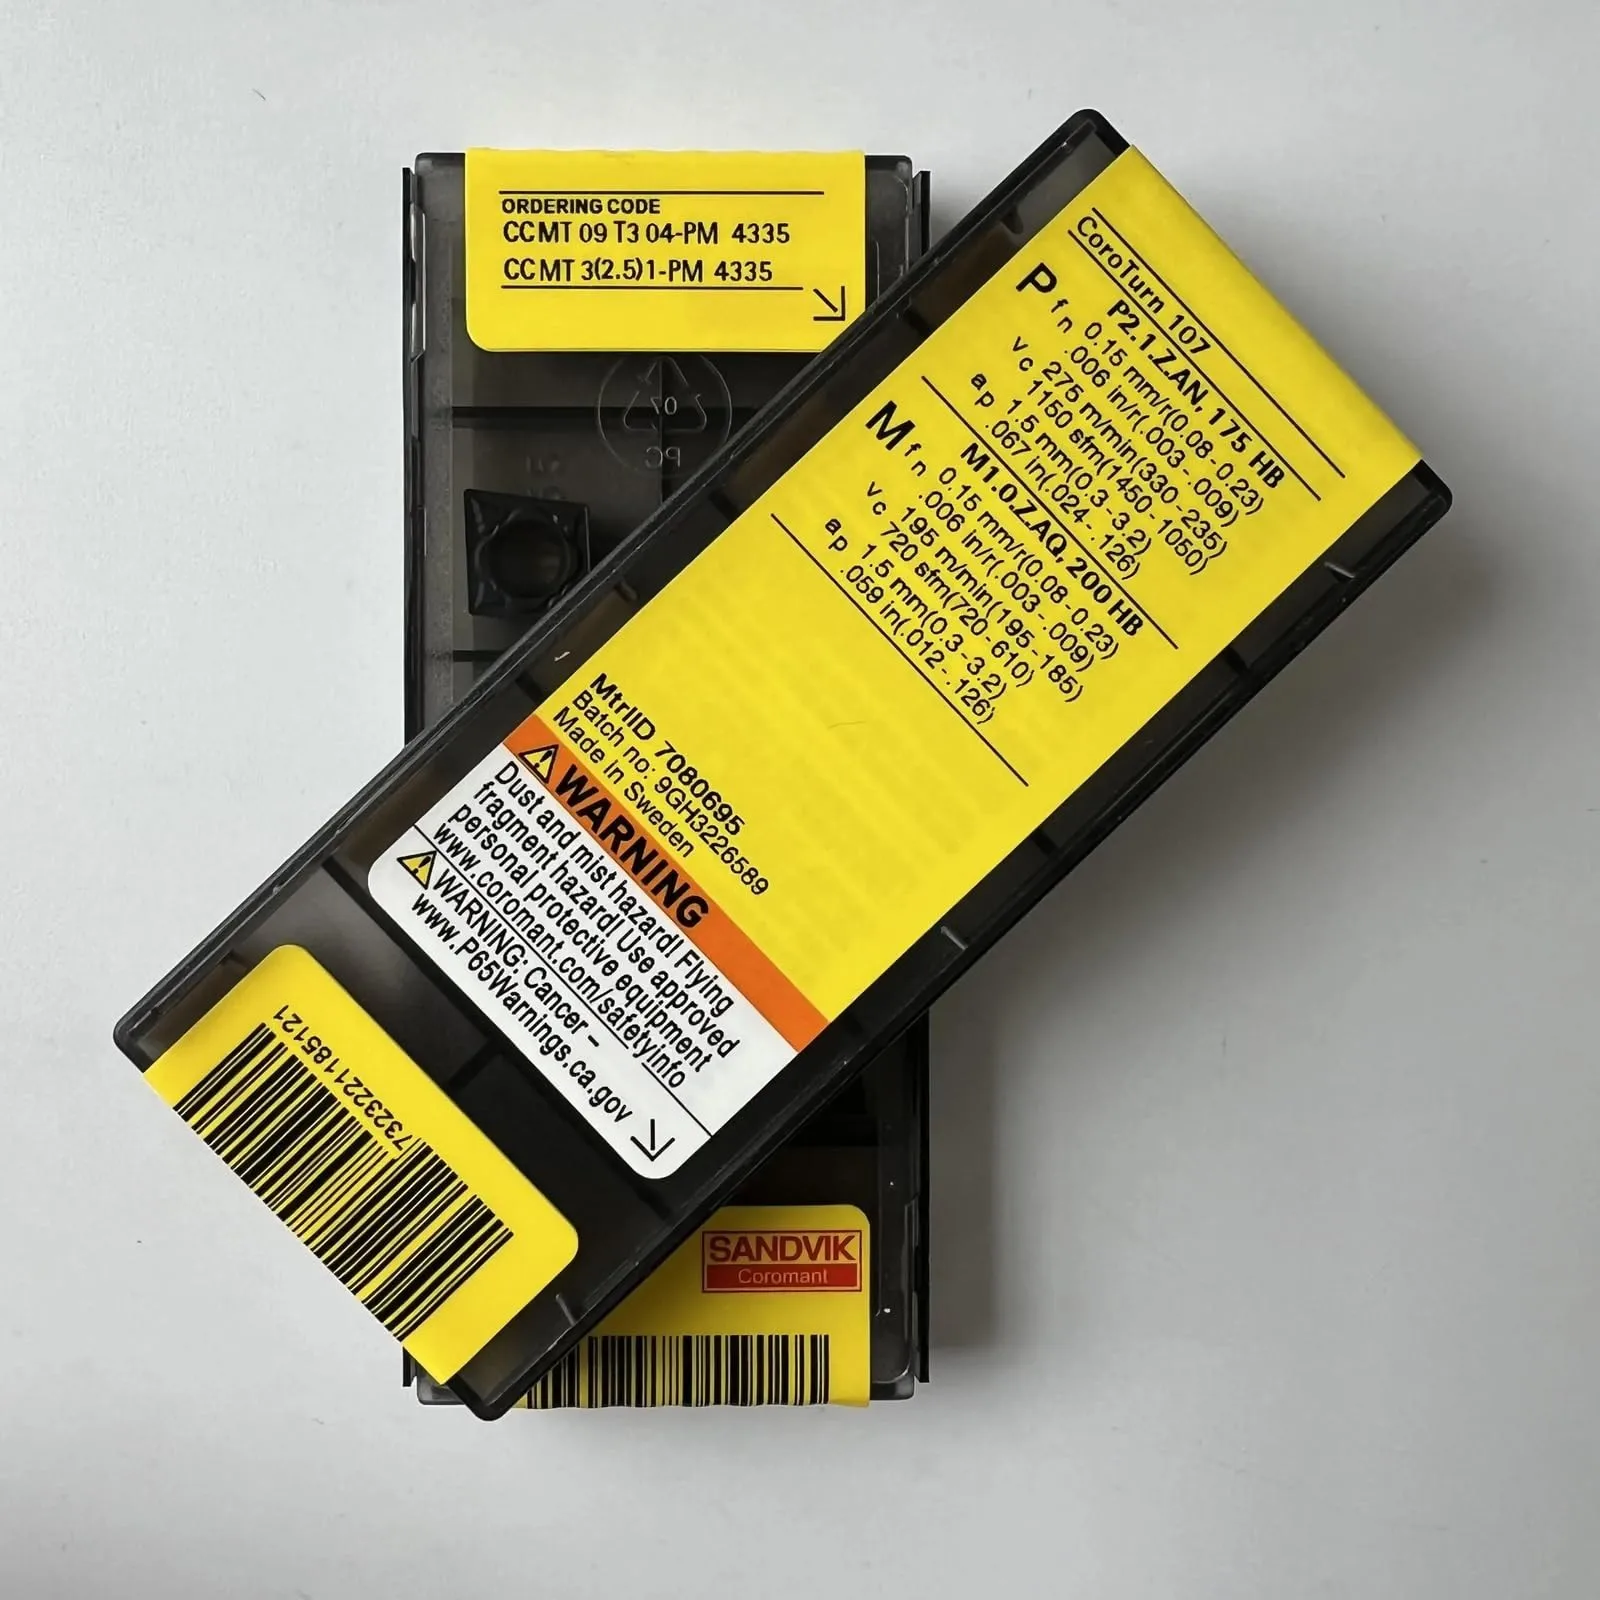 ORDERING CODE
CCMT 09 T3 04-PM 4335
CCMT 3(2.5)1-PM 4335
07
PC
CoroTurn 107
P P2.1.Z.AN, 175 HB
fn 0.15 mm/r(0.08-0.23)
.006 in/r(.003-.009)
vc 275 m/min(330-235)
1150 sfm(1450-1050)
ap 1.5 mm(0.3-3.2)
.067 in(.024-.126)
M M1.0.Z.AQ, 200 HB
fn 0.15 mm/r(0.08-0.23)
.006 in/r(.003-.009)
vc 195 m/min(195-185)
720 sfm(720-610)
ap 1.5 mm(0.3-3.2)
.059 in(.012-.126)
MtrlID 7080695
Batch no: 9GH3226589
Made in Sweden
WARNING
Dust and mist hazard! Flying
fragment hazard! Use approved
personal protective equipment
www.coromant.com/safetyinfo
WARNING: Cancer –
www.P65Warnings.ca.gov
7323221185121
SANDVIK
Coromant